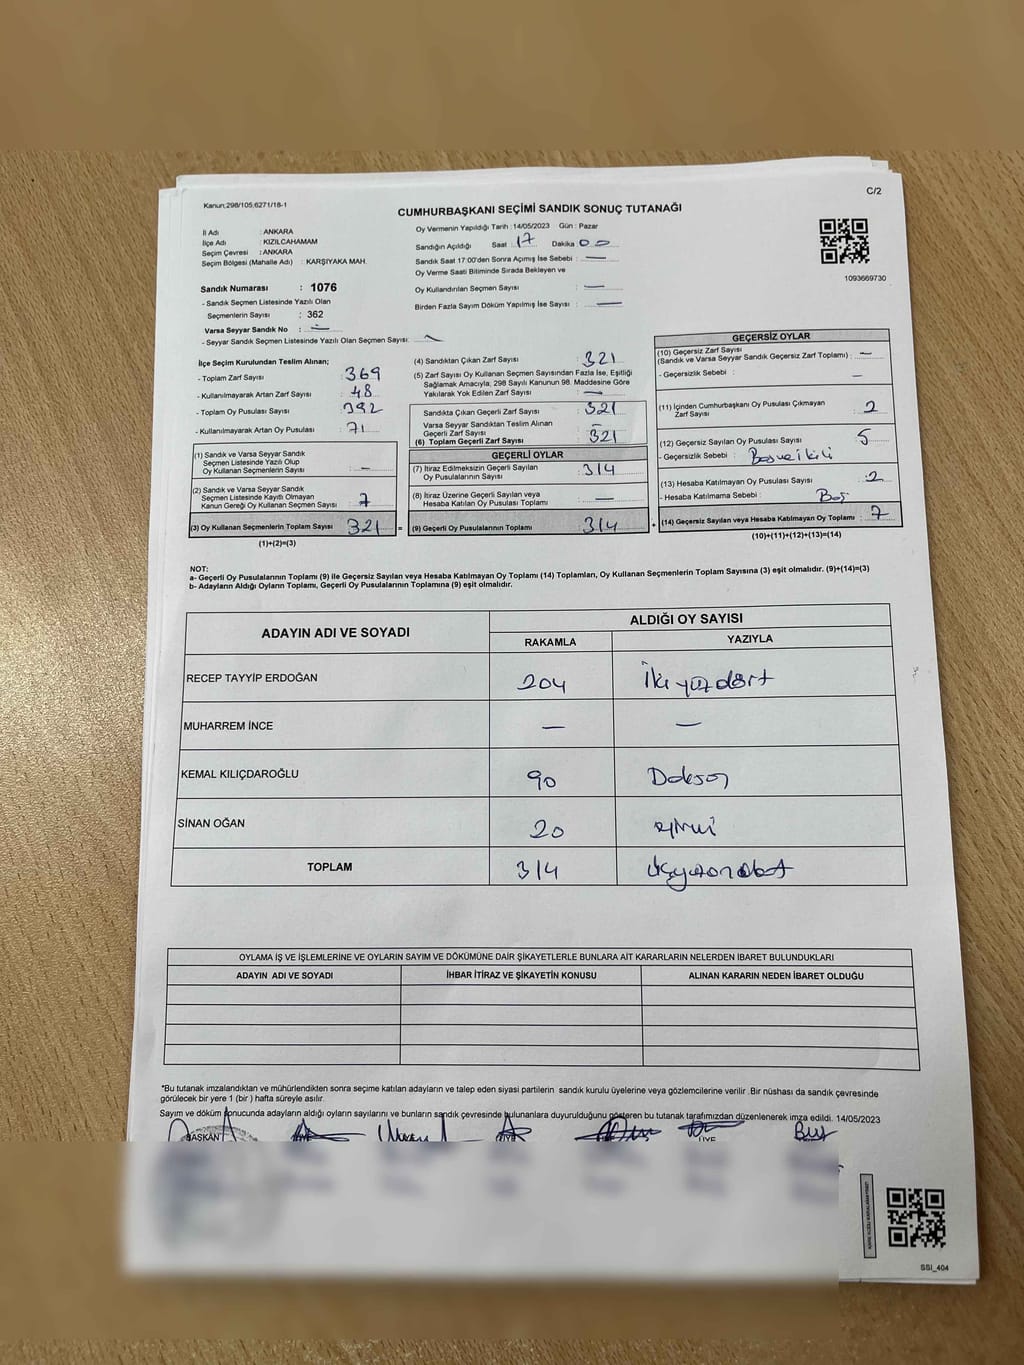 Kanun:298/105;6271/18-1
C/2
CUMHURBAŞKANI SEÇİMİ SANDIK SONUÇ TUTANAĞI
İl Adı : ANKARA
İlçe Adı : KIZILCAHAMAM
Seçim Çevresi : ANKARA
Seçim Bölgesi (Mahalle Adı) : KARŞIYAKA MAH.
Sandık Numarası : 1076
- Sandık Seçmen Listesinde Yazılı Olan
Seçmenlerin Sayısı : 362
Varsa Seyyar Sandık No : —
- Seyyar Sandık Seçmen Listesinde Yazılı Olan Seçmen Sayısı:
Oy Vermenin Yapıldığı Tarih :14/05/2023 Gün : Pazar
Sandığın Açıldığı Saat : 17 Dakika 00
Sandık Saat 17:00'den Sonra Açımış İse Sebebi : —
Oy Verme Saati Bitiminde Sırada Bekleyen ve
Oy Kullandırılan Seçmen Sayısı : —
Birden Fazla Sayım Döküm Yapılmış İse Sayısı : —
1093669730
İlçe Seçim Kurulundan Teslim Alınan;
- Toplam Zarf Sayısı : 369
- Kullanılmayarak Artan Zarf Sayısı : 48
- Toplam Oy Pusulası Sayısı : 392
- Kullanılmayarak Artan Oy Pusulası : 71
(1) Sandık ve Varsa Seyyar Sandık
Seçmen Listesinde Yazılı Olup
Oy Kullanan Seçmenlerin Sayısı : —
(2) Sandık ve Varsa Seyyar Sandık
Seçmen Listesinde Kayıtlı Olmayan
Kanun Gereği Oy Kullanan Seçmen Sayısı : 7
(3) Oy Kullanan Seçmenlerin Toplam Sayısı : 321 =
(1)+(2)=(3)
(4) Sandıktan Çıkan Zarf Sayısı : 321
(5) Zarf Sayısı Oy Kullanan Seçmen Sayısından Fazla İse, Eşitliği
Sağlamak Amacıyla, 298 Sayılı Kanunun 98. Maddesine Göre
Yakılarak Yok Edilen Zarf Sayısı : —
Sandıkta Çıkan Geçerli Zarf Sayısı : 321
Varsa Seyyar Sandıktan Teslim Alınan
Geçerli Zarf Sayısı : —
(6) Toplam Geçerli Zarf Sayısı : 321
GEÇERLİ OYLAR
(7) İtiraz Edilmeksizin Geçerli Sayılan
Oy Pusulalarının Sayısı : 314
(8) İtiraz Üzerine Geçerli Sayılan veya
Hesaba Katılan Oy Pusulası Toplamı : —
(9) Geçerli Oy Pusulalarının Toplamı : 314 +
GEÇERSİZ OYLAR
(10) Geçersiz Zarf Sayısı
(Sandık ve Varsa Seyyar Sandık Geçersiz Zarf Toplamı) : —
- Geçersizlik Sebebi : —
(11) İçinden Cumhurbaşkanı Oy Pusulası Çıkmayan
Zarf Sayısı : 2
(12) Geçersiz Sayılan Oy Pusulası Sayısı : 5
- Geçersizlik Sebebi :
(13) Hesaba Katılmayan Oy Pusulası Sayısı : 2
- Hesaba Katılmama Sebebi : Boş
(14) Geçersiz Sayılan veya Hesaba Katılmayan Oy Toplamı : 7
(10)+(11)+(12)+(13)=(14)
NOT:
a- Geçerli Oy Pusulalarının Toplamı (9) ile Geçersiz Sayılan veya Hesaba Katılmayan Oy Toplamı (14) Toplamları, Oy Kullanan Seçmenlerin Toplam Sayısına (3) eşit olmalıdır. (9)+(14)=(3)
b- Adayların Aldığı Oyların Toplamı, Geçerli Oy Pusulalarının Toplamına (9) eşit olmalıdır.
ADAYIN ADI VE SOYADI
ALDIĞI OY SAYISI
RAKAMLA YAZIYLA
RECEP TAYYİP ERDOĞAN 204 İki yüz dört
MUHARREM İNCE — —
KEMAL KILIÇDAROĞLU 90 Doksan
SİNAN OĞAN 20 yirmi
TOPLAM 314
OYLAMA İŞ VE İŞLEMLERİNE VE OYLARIN SAYIM VE DÖKÜMÜNE DAİR ŞİKAYETLERLE BUNLARA AİT KARARLARIN NELERDEN İBARET BULUNDUKLARI
ADAYIN ADI VE SOYADI İHBAR İTİRAZ VE ŞİKAYETİN KONUSU ALINAN KARARIN NEDEN İBARET OLDUĞU
*Bu tutanak imzalandıktan ve mühürlendikten sonra seçime katılan adayların ve talep eden siyasi partilerin sandık kurulu üyelerine veya gözlemcilerine verilir .Bir nüshası da sandık çevresinde
görülecek bir yere 1 (bir ) hafta süreyle asılır.
Sayım ve döküm sonucunda adayların aldığı oyların sayılarını ve bunların sandık çevresinde bulunanlara duyurulduğunu gösteren bu tutanak tarafımızdan düzenlenerek imza edildi. 14/05/2023
BAŞKAN
SSI_404